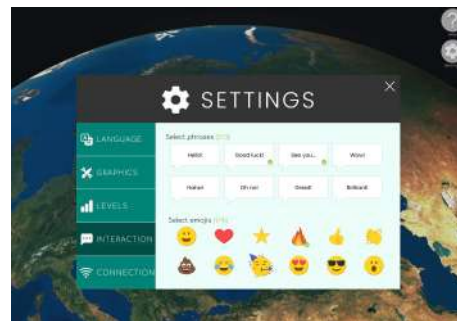 SETTINGS
LANGUAGE
GRAPHICS
LEVELS
INTERACTION
CONNECTION
Select phrases
Hello!
Good luck!
See you...
Wow!
Haha!
Oh no!
Great!
Brilliant!
Select emojis